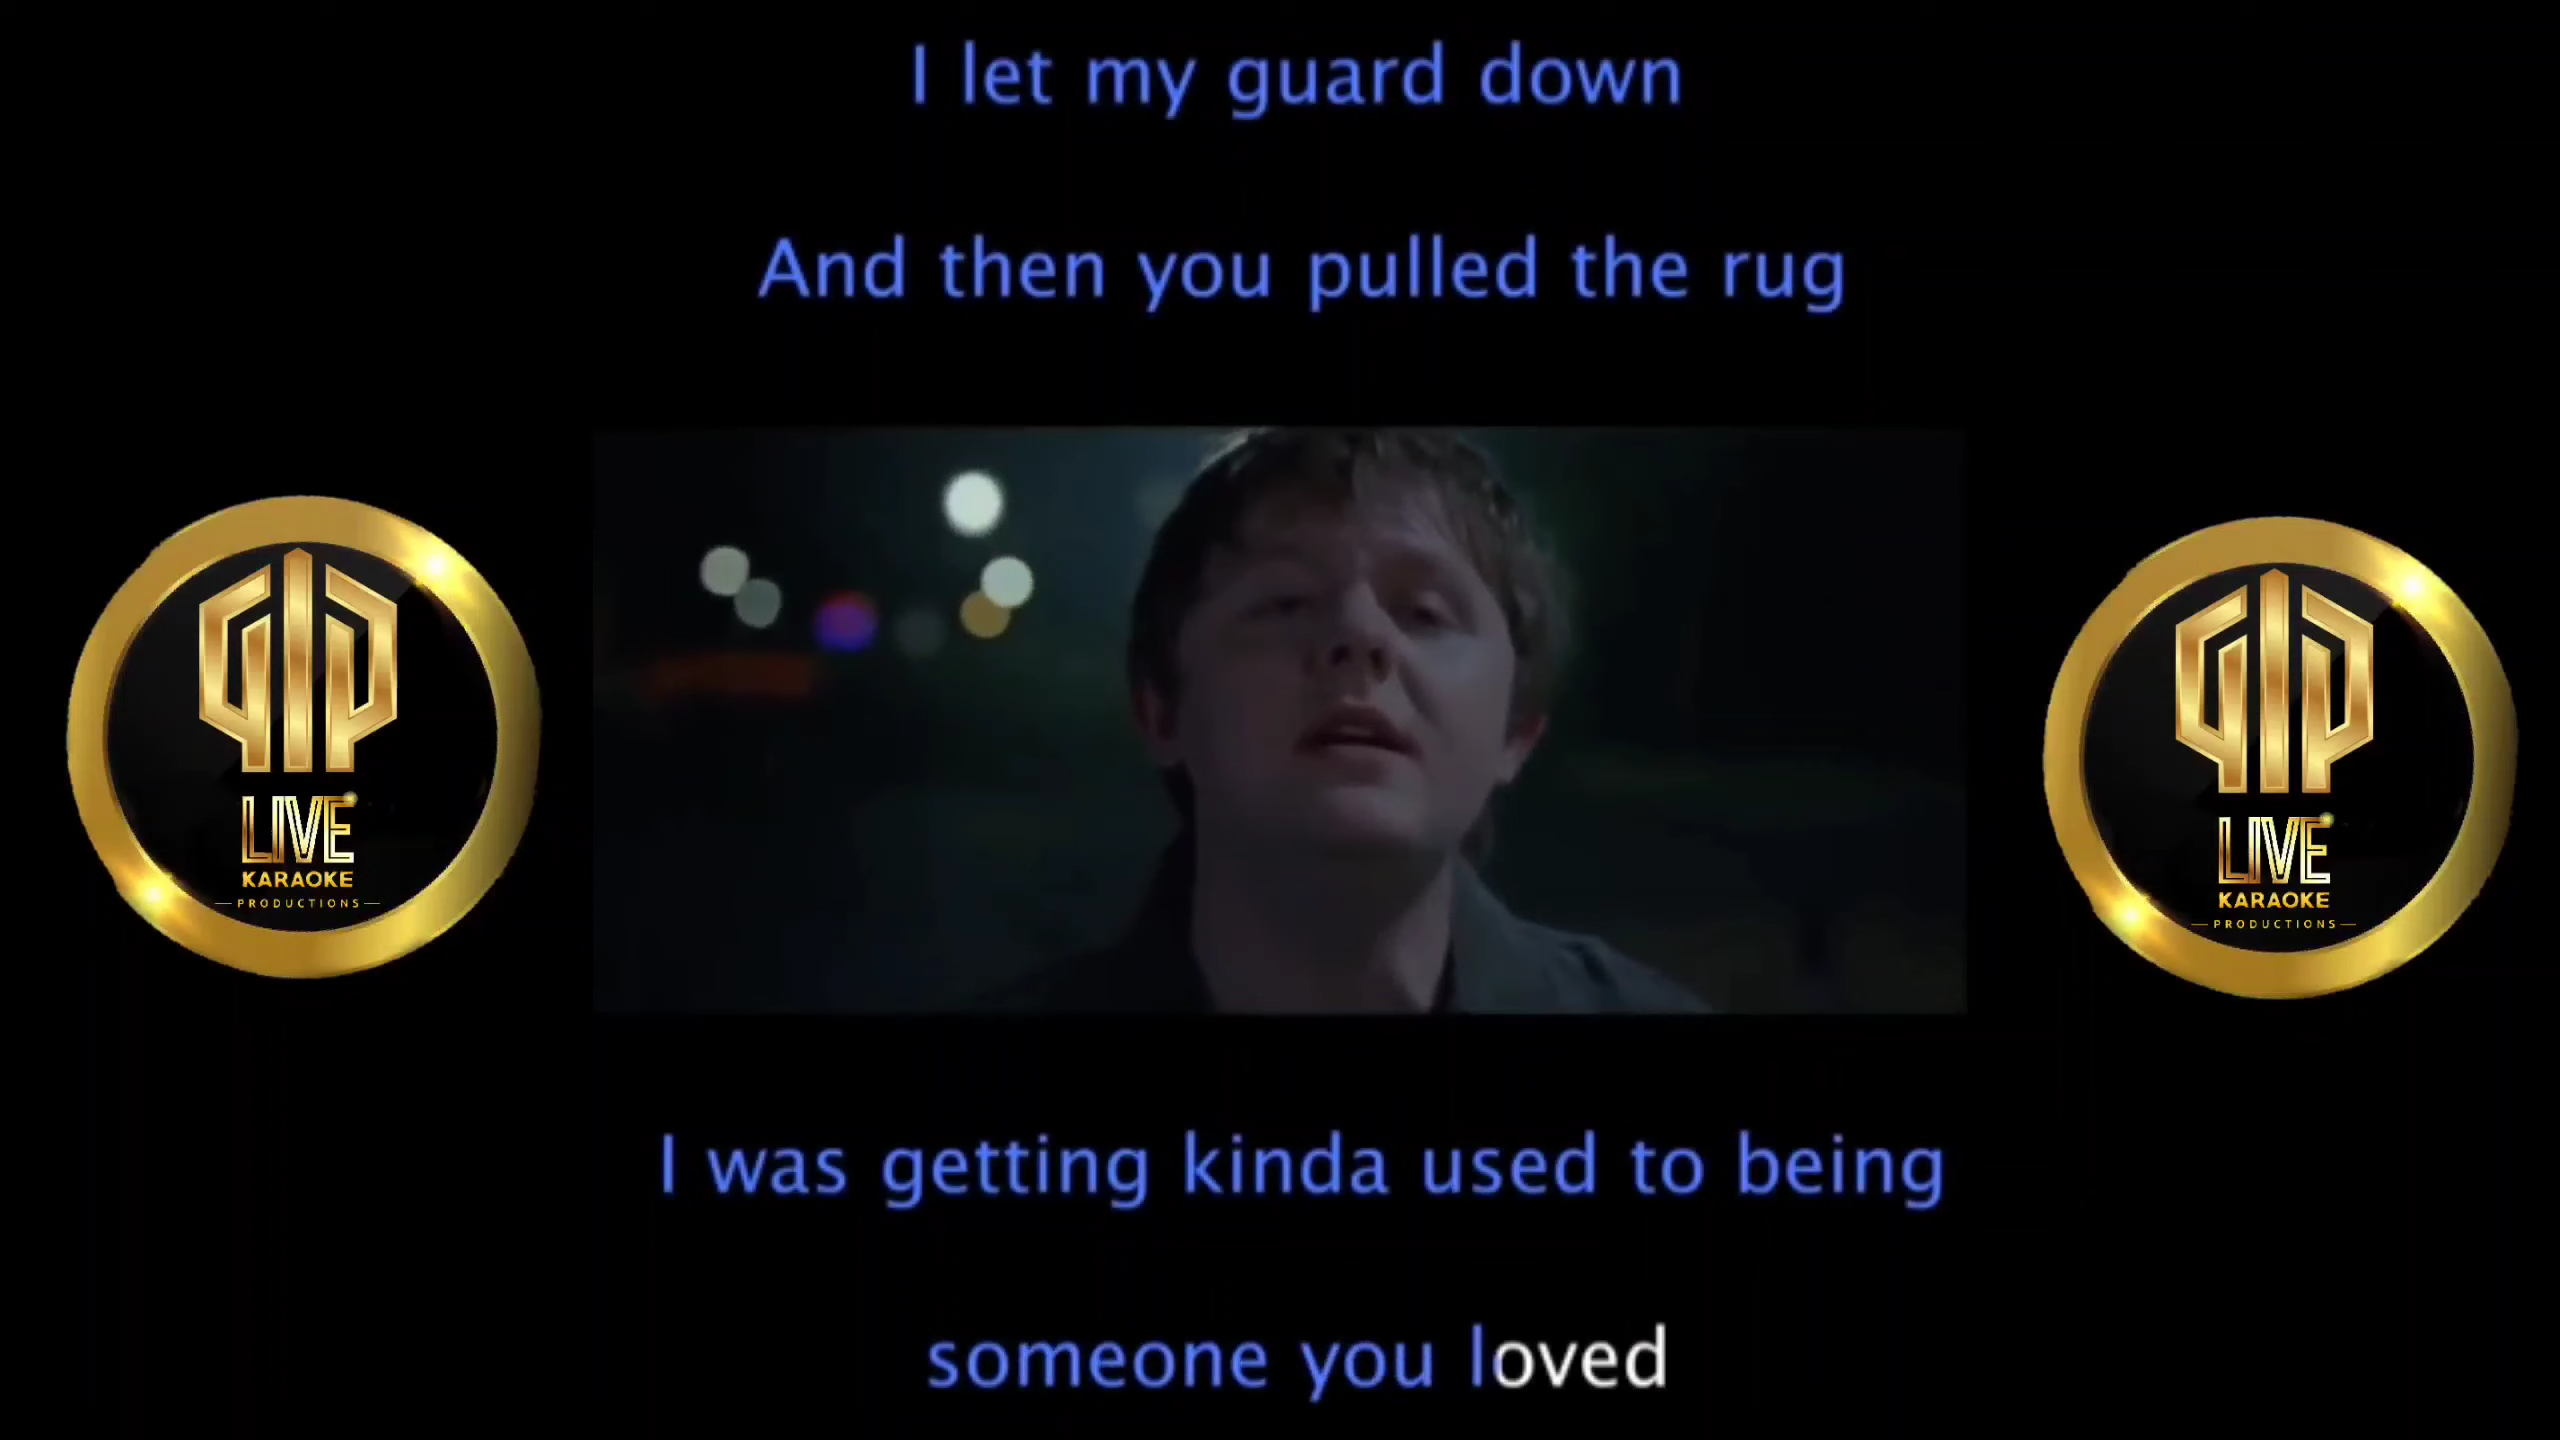 I let my guard down
And then you pulled the rug
LIVE
KARAOKE
PRODUCTIONS
LIVE
KARAOKE
PRODUCTIONS
I was getting kinda used to being
someone you loved